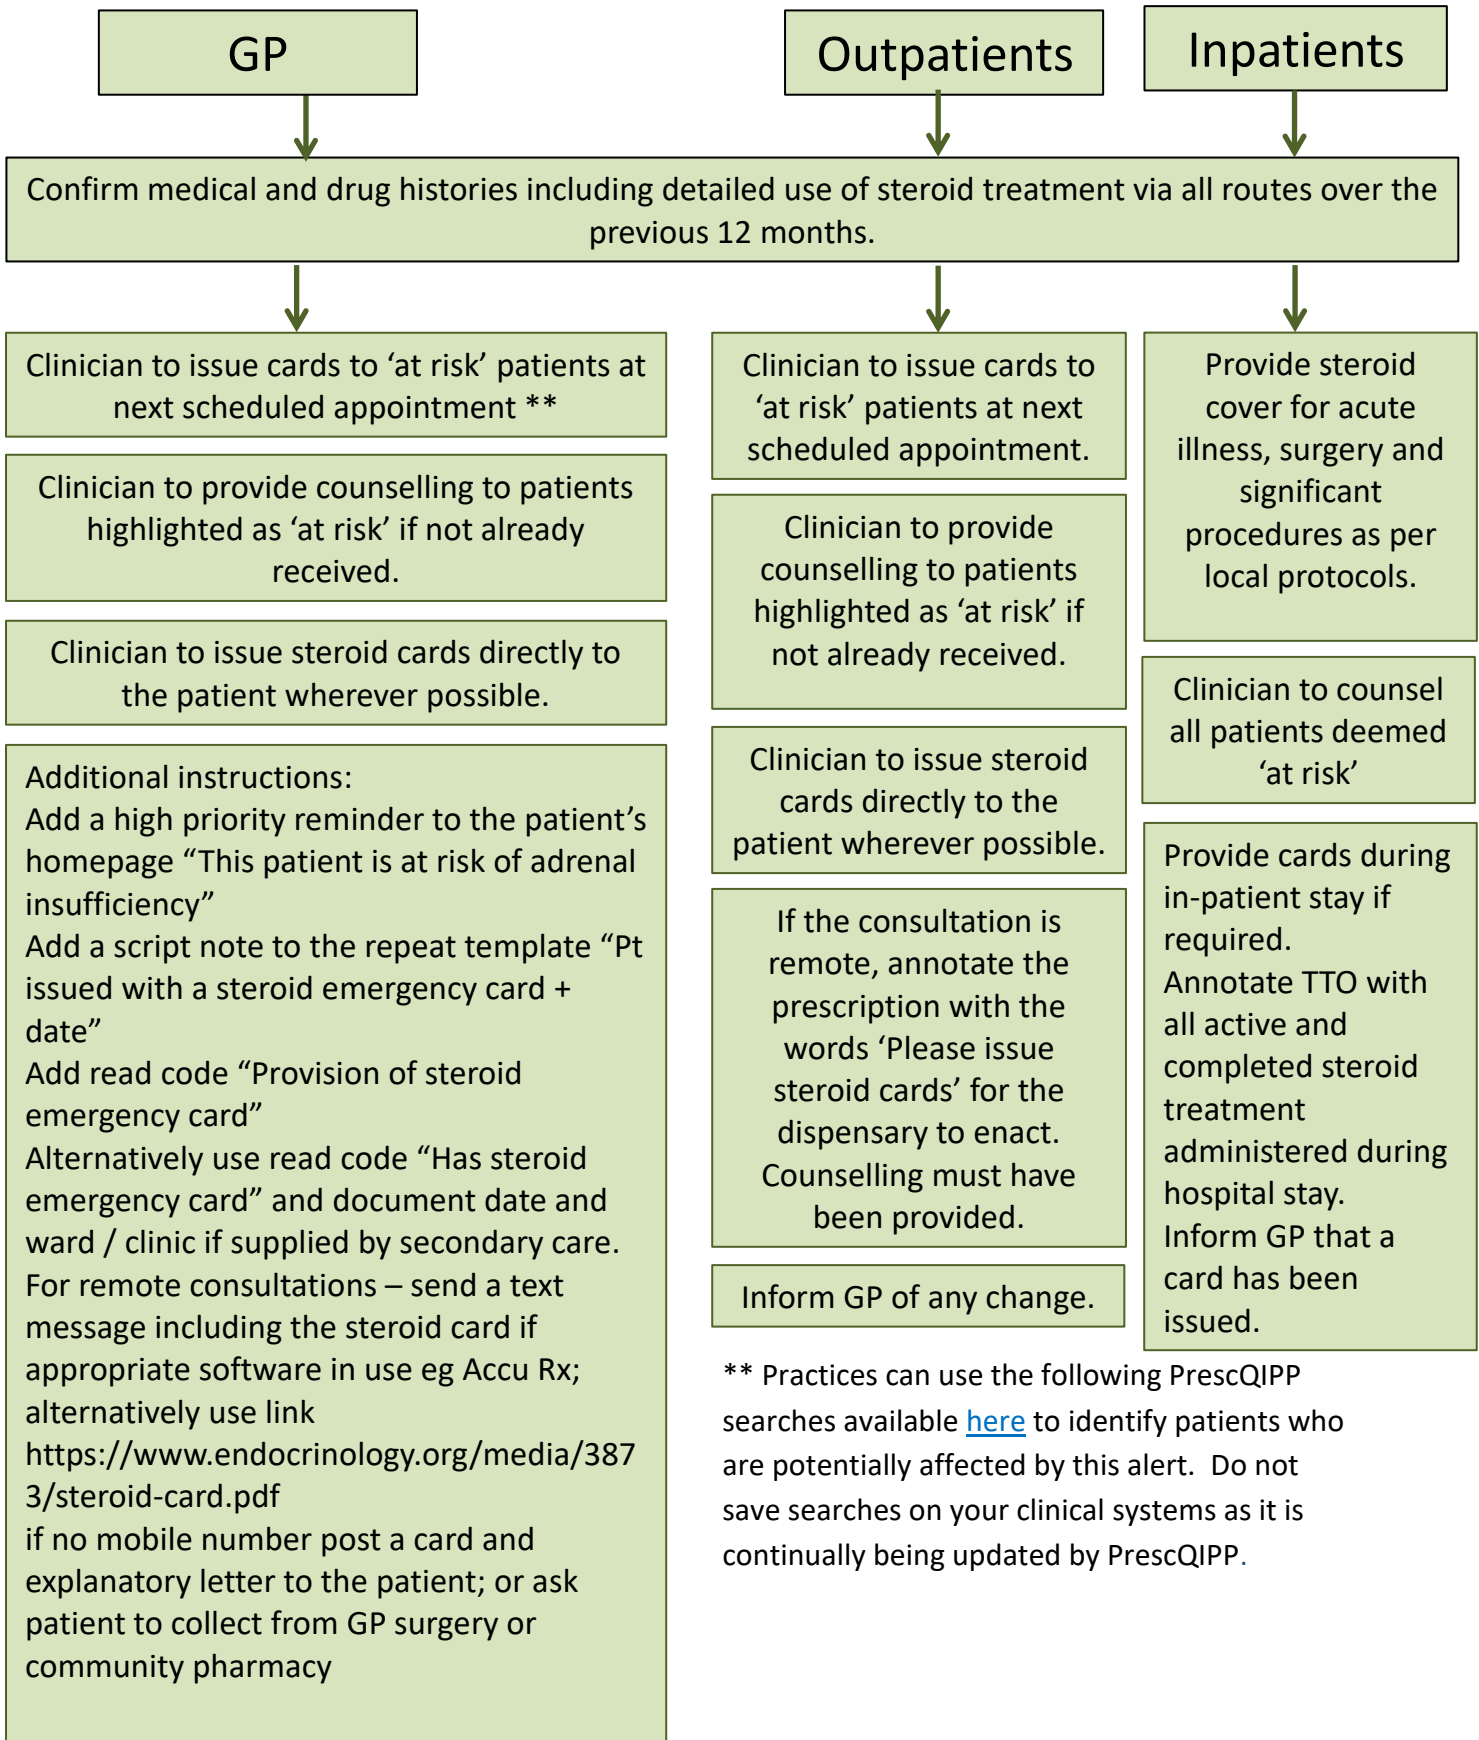 GP
Outpatients
Inpatients
Confirm medical and drug histories including detailed use of steroid treatment via all routes over the
previous 12 months.
Clinician to issue cards to ‘at risk’ patients at
next scheduled appointment **
Clinician to provide counselling to patients
highlighted as ‘at risk’ if not already
received.
Clinician to issue steroid cards directly to
the patient wherever possible.
Additional instructions:
Add a high priority reminder to the patient’s
homepage “This patient is at risk of adrenal
insufficiency”
Add a script note to the repeat template “Pt
issued with a steroid emergency card +
date”
Add read code “Provision of steroid
emergency card”
Alternatively use read code “Has steroid
emergency card” and document date and
ward / clinic if supplied by secondary care.
For remote consultations – send a text
message including the steroid card if
appropriate software in use eg Accu Rx;
alternatively use link
https://www.endocrinology.org/media/387
3/steroid-card.pdf
if no mobile number post a card and
explanatory letter to the patient; or ask
patient to collect from GP surgery or
community pharmacy
Clinician to issue cards to
‘at risk’ patients at next
scheduled appointment.
Clinician to provide
counselling to patients
highlighted as ‘at risk’ if
not already received.
Clinician to issue steroid
cards directly to the
patient wherever possible.
If the consultation is
remote, annotate the
prescription with the
words ‘Please issue
steroid cards’ for the
dispensary to enact.
Counselling must have
been provided.
Inform GP of any change.
Provide steroid
cover for acute
illness, surgery and
significant
procedures as per
local protocols.
Clinician to counsel
all patients deemed
‘at risk’
Provide cards during
in-patient stay if
required.
Annotate TTO with
all active and
completed steroid
treatment
administered during
hospital stay.
Inform GP that a
card has been
issued.
** Practices can use the following PrescQIPP
searches available here to identify patients who
are potentially affected by this alert.  Do not
save searches on your clinical systems as it is
continually being updated by PrescQIPP.